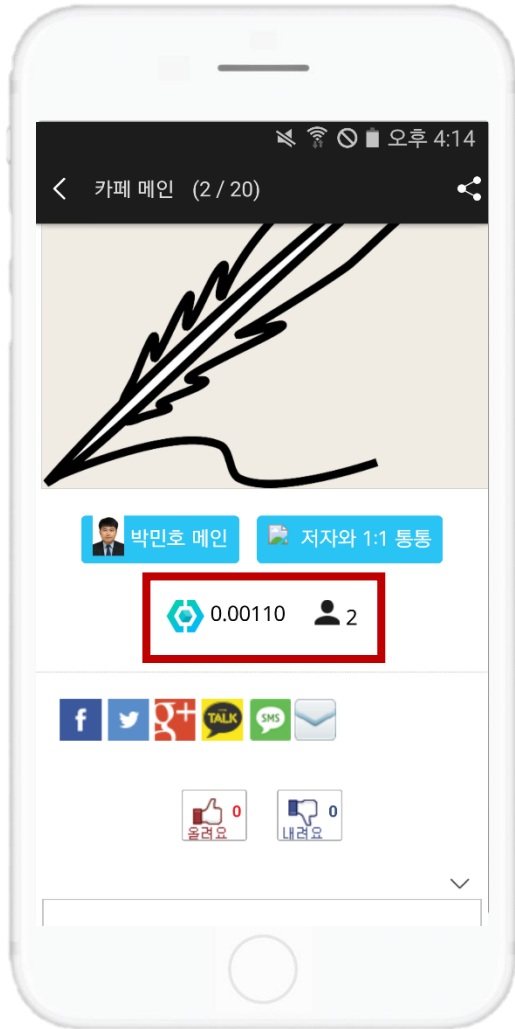 오후 4:14
카페 메인 (2 / 20)
박민호 메인 저자와 1:1 통통
0.00110 2
f g+ TALK SMS
0 0
올려요 내려요